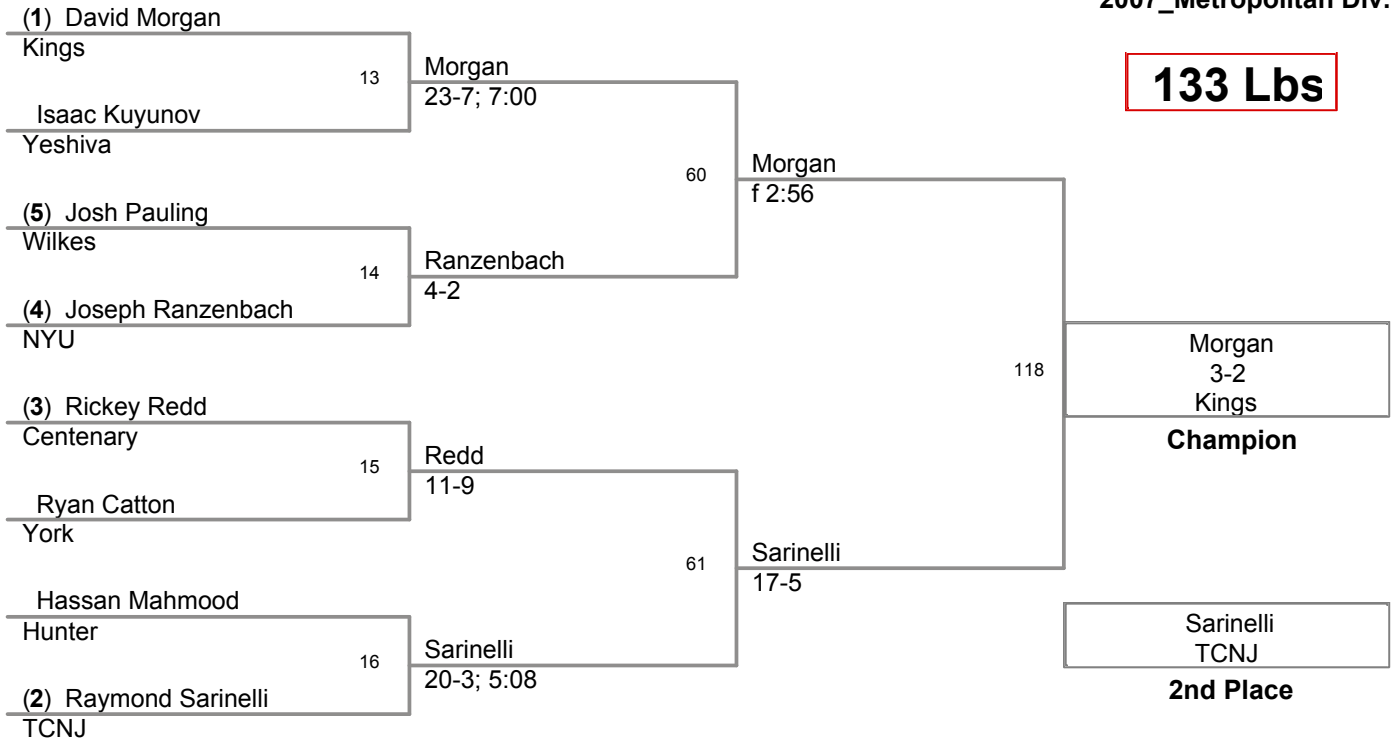 2007_Metropolitan Div.
133 Lbs
(1) David Morgan
Kings
13
Isaac Kuyunov
Yeshiva
Morgan
23-7; 7:00
(5) Josh Pauling
Wilkes
14
(4) Joseph Ranzenbach
NYU
Ranzenbach
4-2
60
Morgan
f 2:56
(3) Rickey Redd
Centenary
15
Ryan Catton
York
Redd
11-9
Hassan Mahmood
Hunter
16
(2) Raymond Sarinelli
TCNJ
Sarinelli
20-3; 5:08
61
Sarinelli
17-5
118
Morgan
3-2
Kings
Champion
Sarinelli
TCNJ
2nd Place